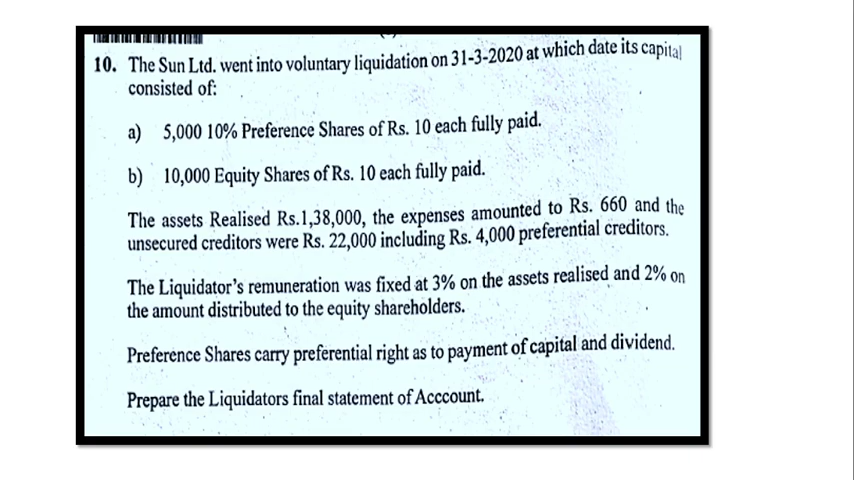 10. The Sun Ltd. went into voluntary liquidation on 31-3-2020 at which date its capital
consisted of:
a) 5,000 10% Preference Shares of Rs. 10 each fully paid.
b) 10,000 Equity Shares of Rs. 10 each fully paid.
The assets Realised Rs.1,38,000, the expenses amounted to Rs. 660 and the
unsecured creditors were Rs. 22,000 including Rs. 4,000 preferential creditors.
The Liquidator's remuneration was fixed at 3% on the assets realised and 2% on
the amount distributed to the equity shareholders.
Preference Shares carry preferential right as to payment of capital and dividend.
Prepare the Liquidators final statement of Acccount.